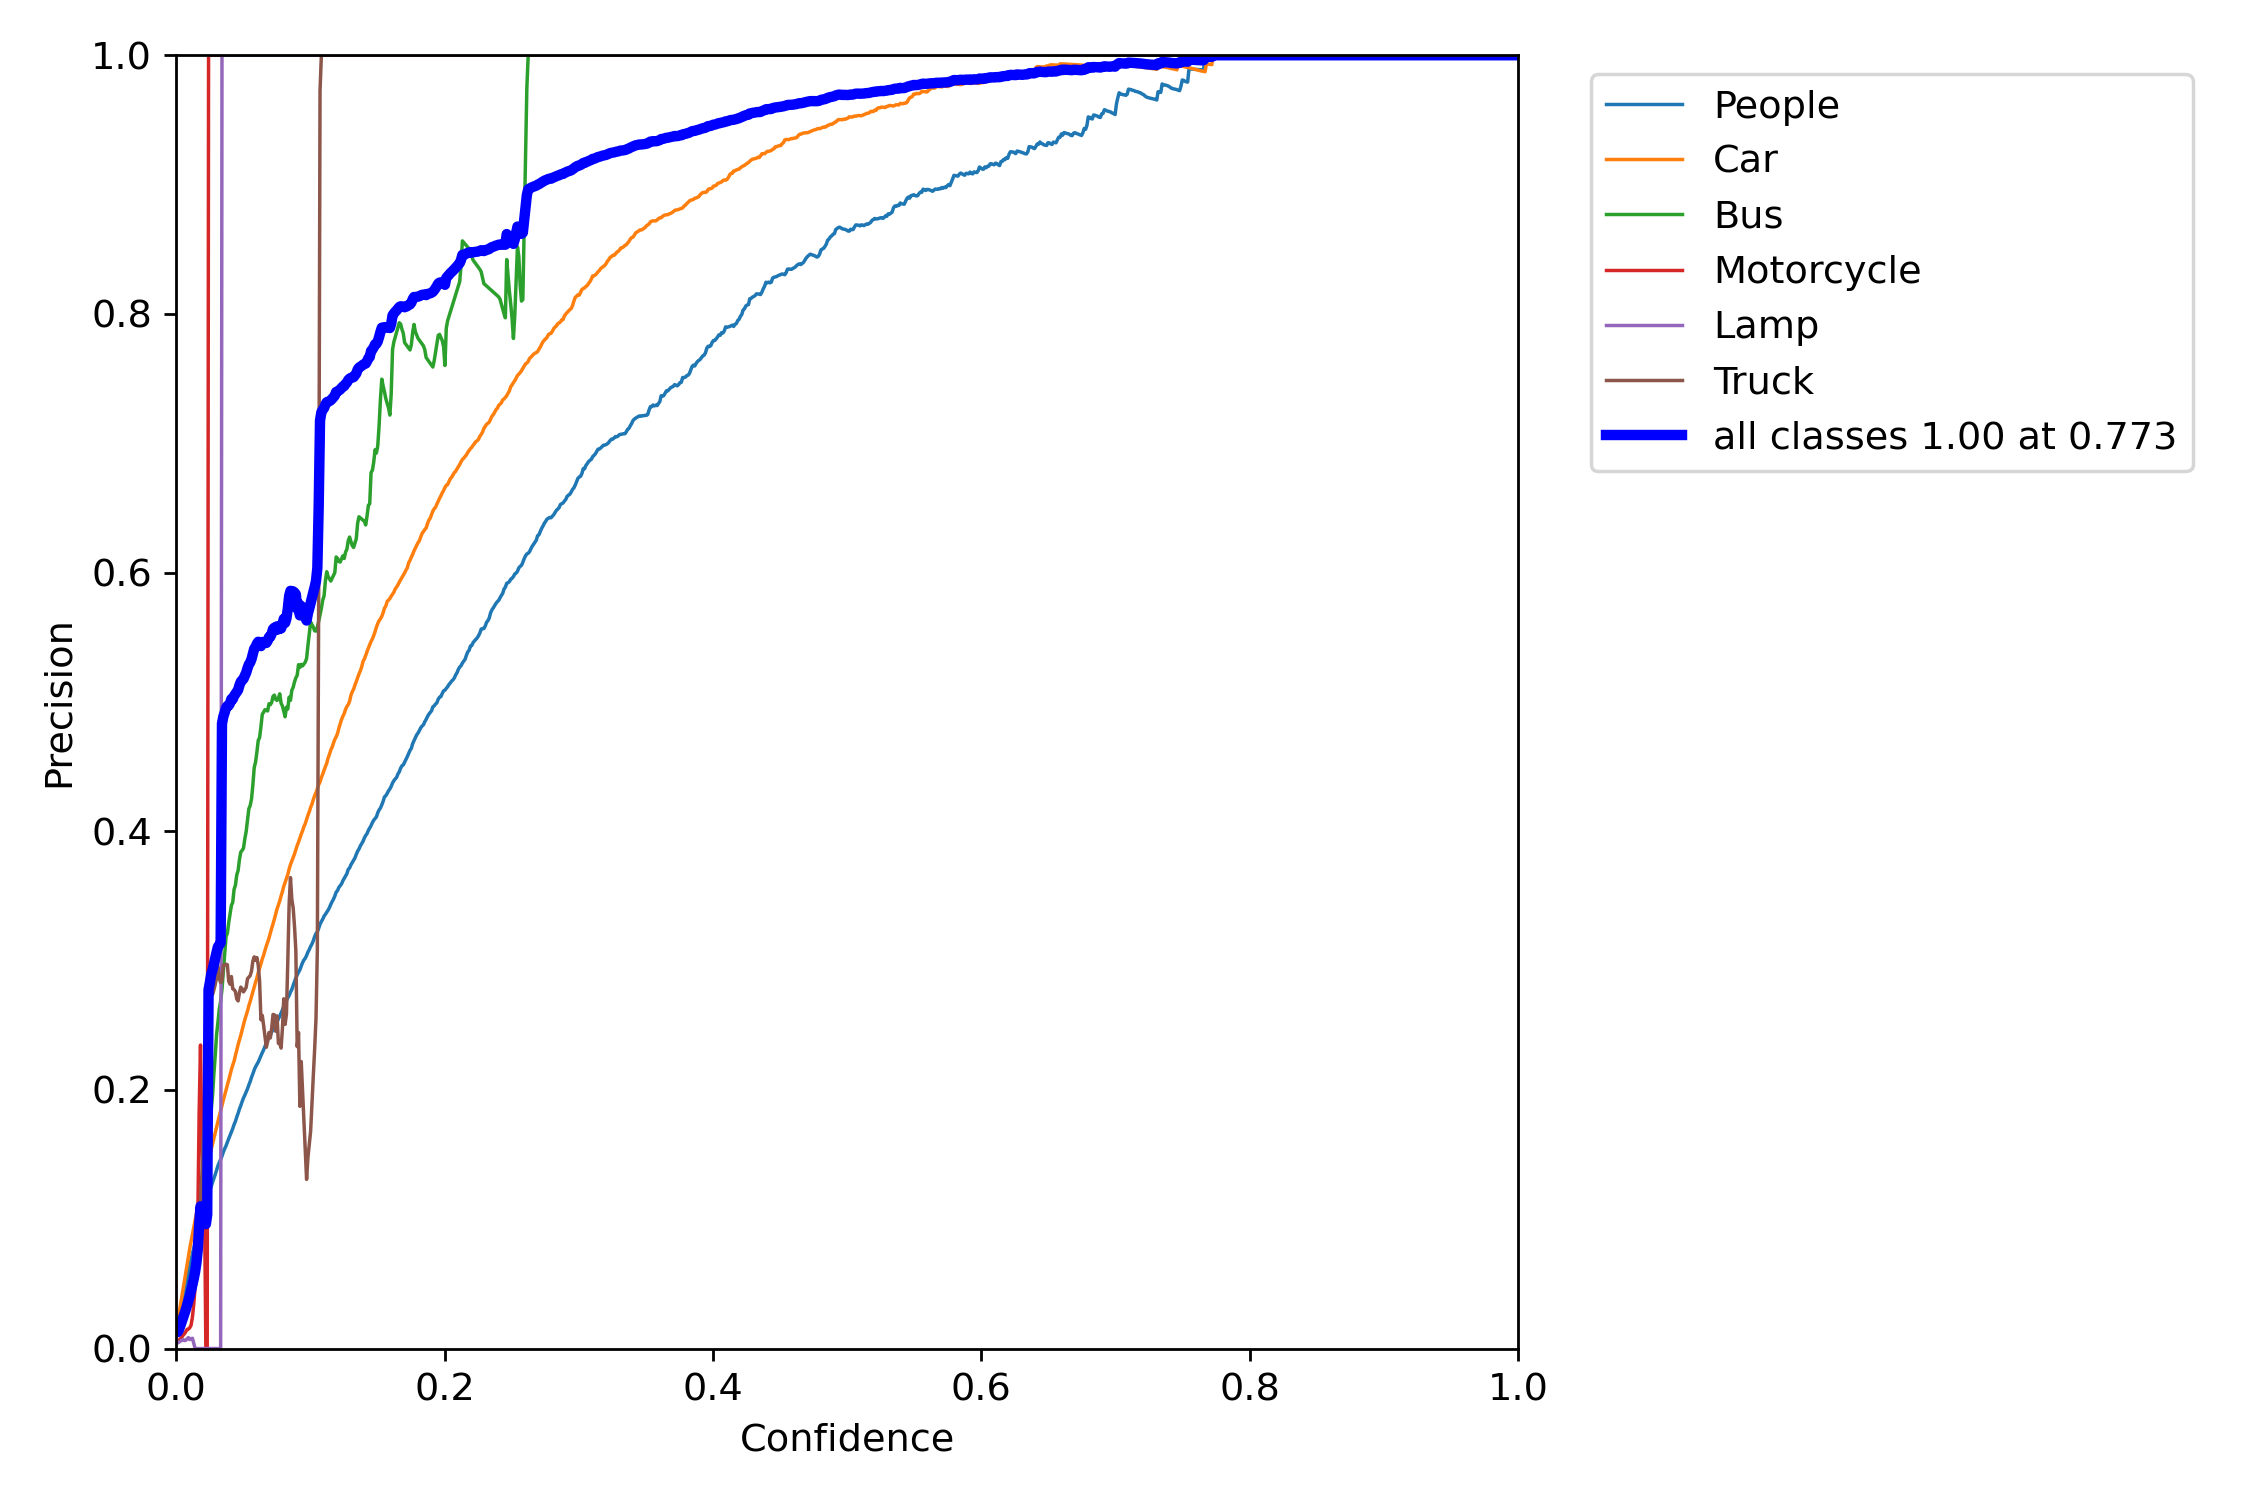 1.0
0.8
0.6
0.4
0.2
0.0
Precision
0.0 0.2 0.4 0.6 0.8 1.0
Confidence
People
Car
Bus
Motorcycle
Lamp
Truck
all classes 1.00 at 0.773